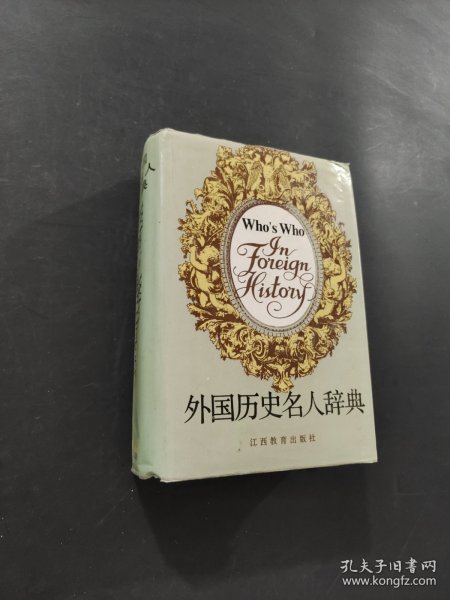 Who's Who
In
Foreign
History
外国历史名人辞典
江西教育出版社
孔夫子旧书网
www.kongfz.com